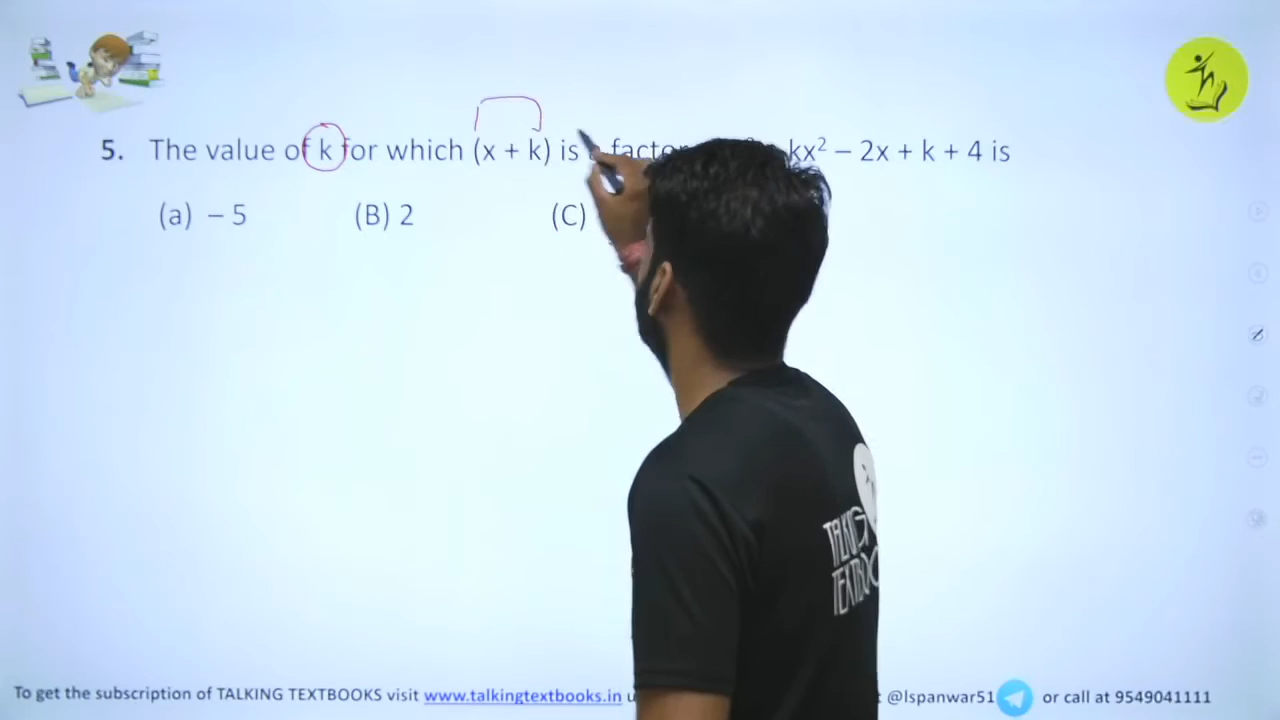 5. The value of k for which (x + k) is a kx² – 2x + k + 4 is
(a) – 5 (B) 2 (C)
TALKING
To get the subscription of TALKING TEXTBOOKS visit www.talkingtextbooks.in @lspanwar51 or call at 9549041111